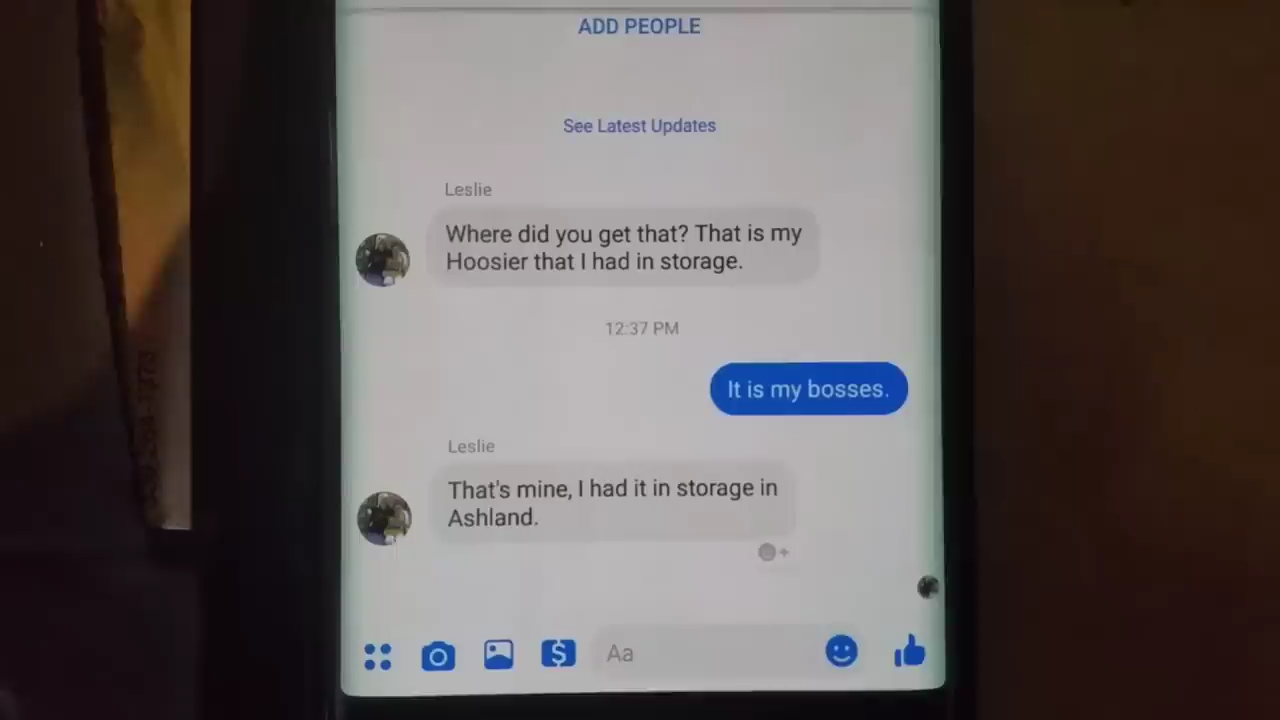 ADD PEOPLE
See Latest Updates
Leslie
Where did you get that? That is my
Hoosier that I had in storage.
12:37 PM
It is my bosses.
Leslie
That's mine, I had it in storage in
Ashland.
Aa